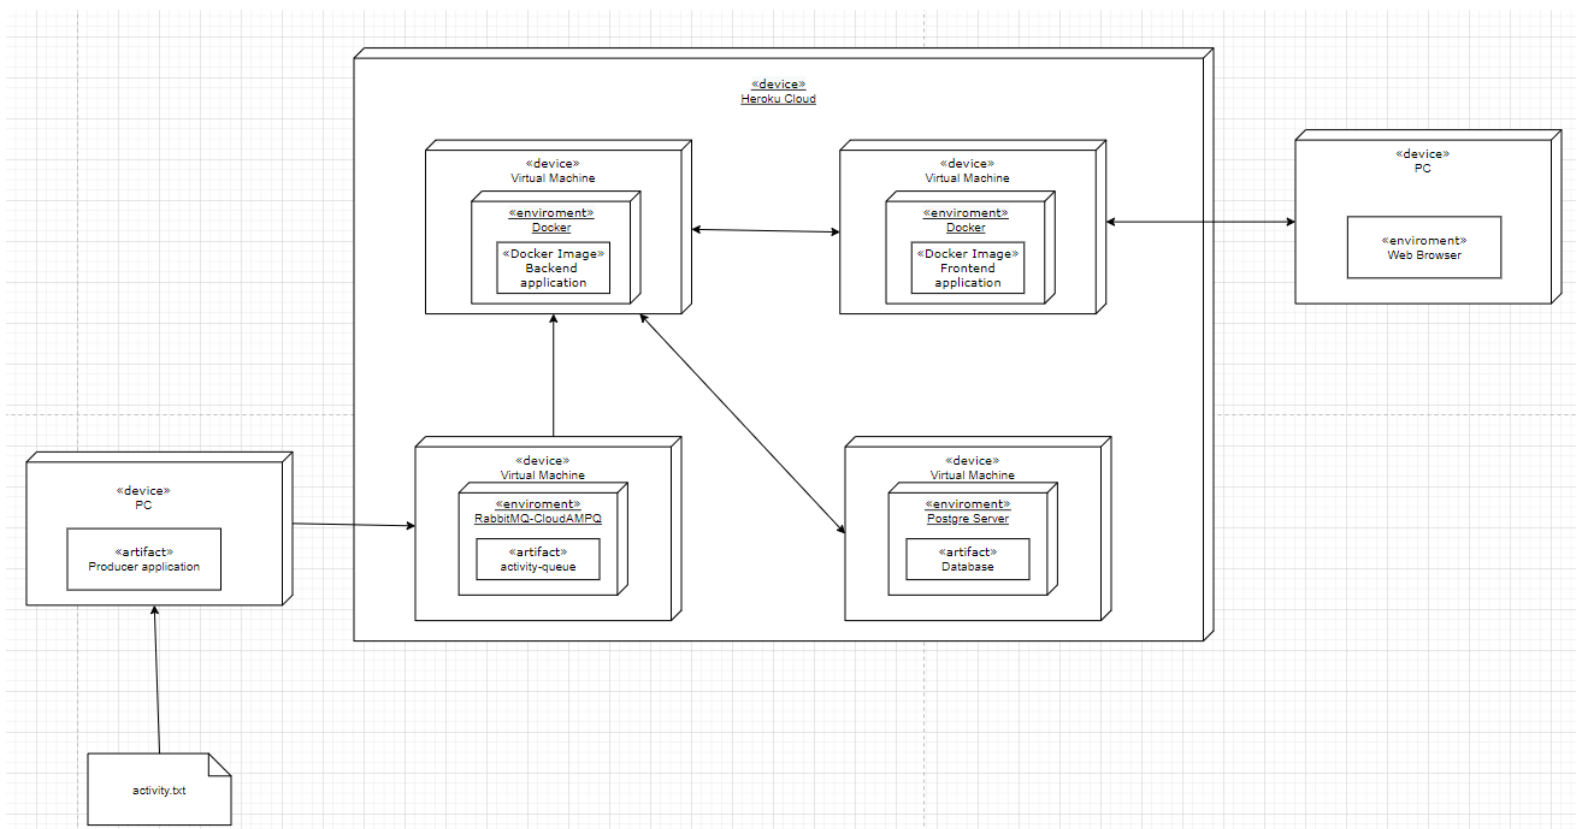 «device»
Heroku Cloud
«device»
Virtual Machine
«enviroment»
Docker
«Docker Image»
Backend
application
«device»
Virtual Machine
«enviroment»
Docker
«Docker Image»
Frontend
application
«device»
PC
«enviroment»
Web Browser
«device»
PC
«artifact»
Producer application
«device»
Virtual Machine
«enviroment»
RabbitMQ-CloudAMPQ
«artifact»
activity-queue
«device»
Virtual Machine
«enviroment»
Postgre Server
«artifact»
Database
activity.txt